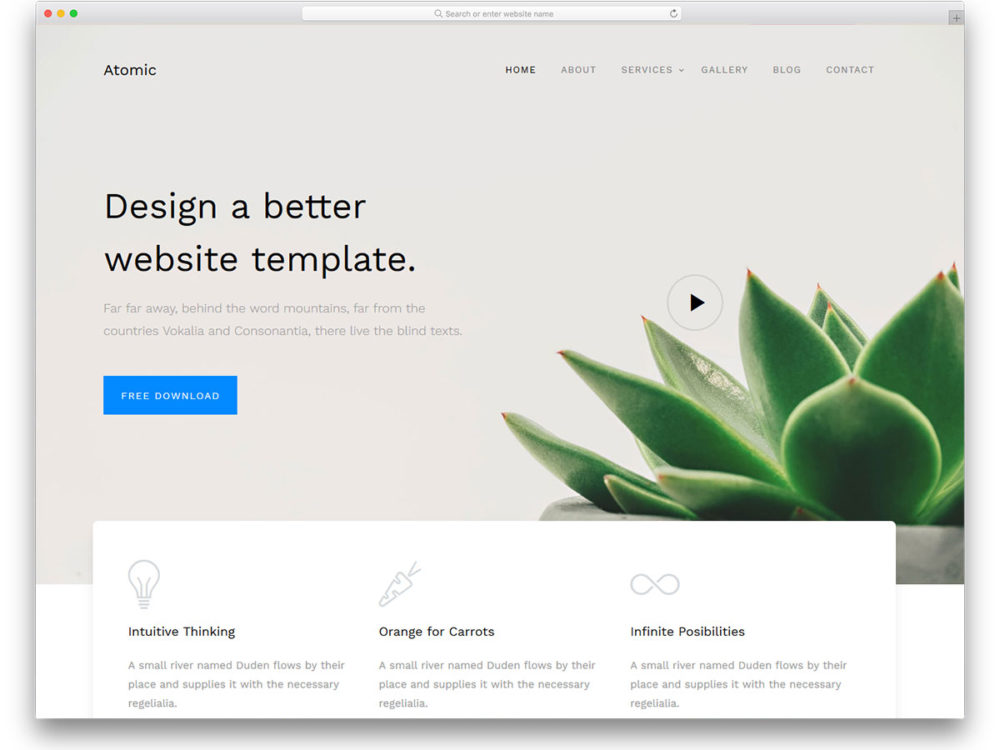 Search or enter website name
Atomic
HOME ABOUT SERVICES GALLERY BLOG CONTACT
Design a better
website template.
Far far away, behind the word mountains, far from the
countries Vokalia and Consonantia, there live the blind texts.
FREE DOWNLOAD
Intuitive Thinking
A small river named Duden flows by their
place and supplies it with the necessary
regelialia.
Orange for Carrots
A small river named Duden flows by their
place and supplies it with the necessary
regelialia.
Infinite Posibilities
A small river named Duden flows by their
place and supplies it with the necessary
regelialia.